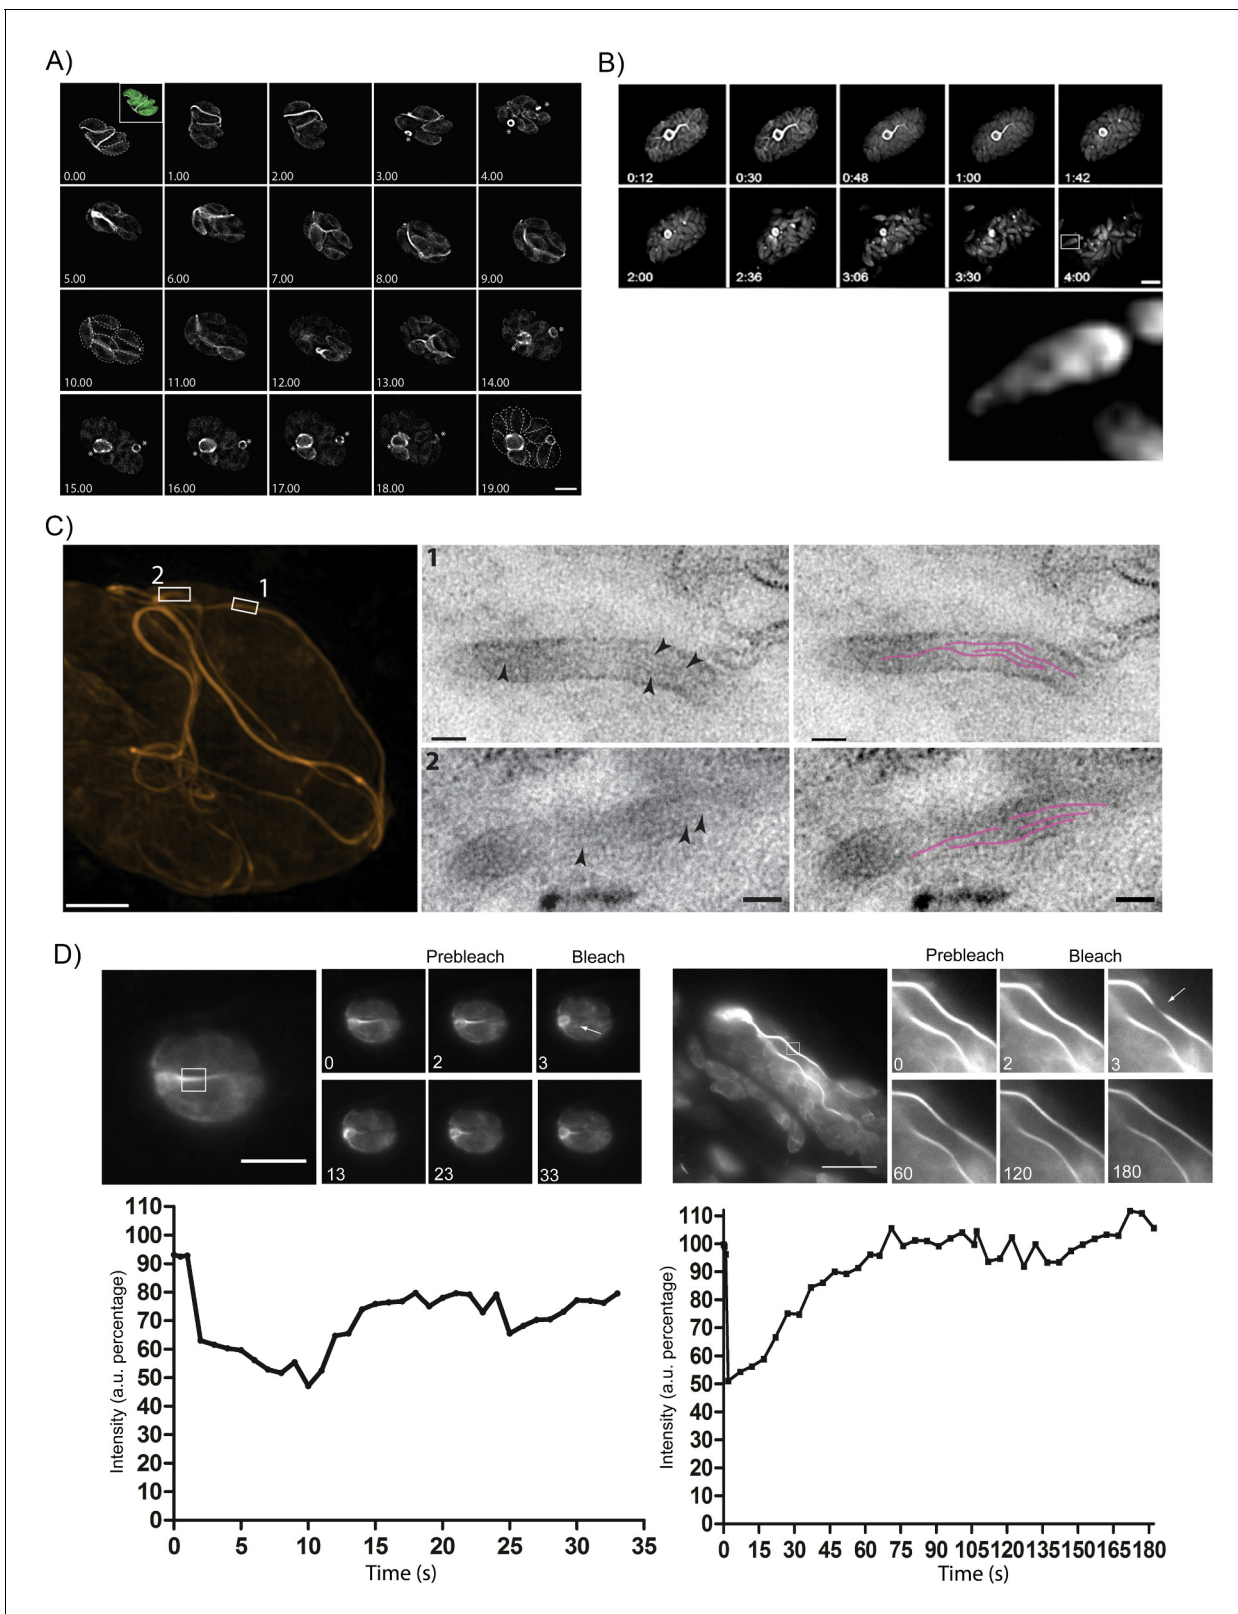 A)
0.00 1.00 2.00 3.00 4.00
5.00 6.00 7.00 8.00 9.00
10.00 11.00 12.00 13.00 14.00
15.00 16.00 17.00 18.00 19.00
B)
0:12 0:30 0:48 1:00 1:42
2:00 2:36 3:06 3:30 4:00
C)
2 1
1
2
D)
Prebleach Bleach
0 2 3
13 23 33
110
100
90
80
70
60
50
40
30
20
10
0
Intensity (a.u. percentage)
0 5 10 15 20 25 30 35
Time (s)
Prebleach Bleach
0 2 3
60 120 180
110
100
90
80
70
60
50
40
30
20
10
0
Intensity (a.u. percentage)
0 15 30 45 60 75 90 105 120 135 150 165 180
Time (s)